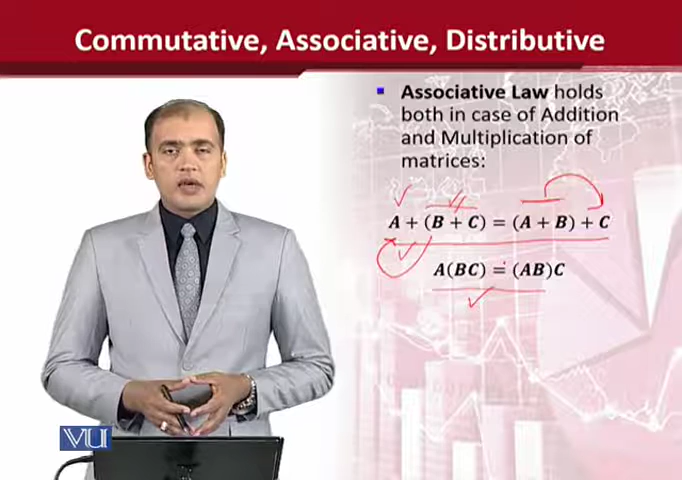 Commutative, Associative, Distributive
▪ Associative Law holds
both in case of Addition
and Multiplication of
matrices:
A + (B + C) = (A + B) + C
A(BC) = (AB)C
VU